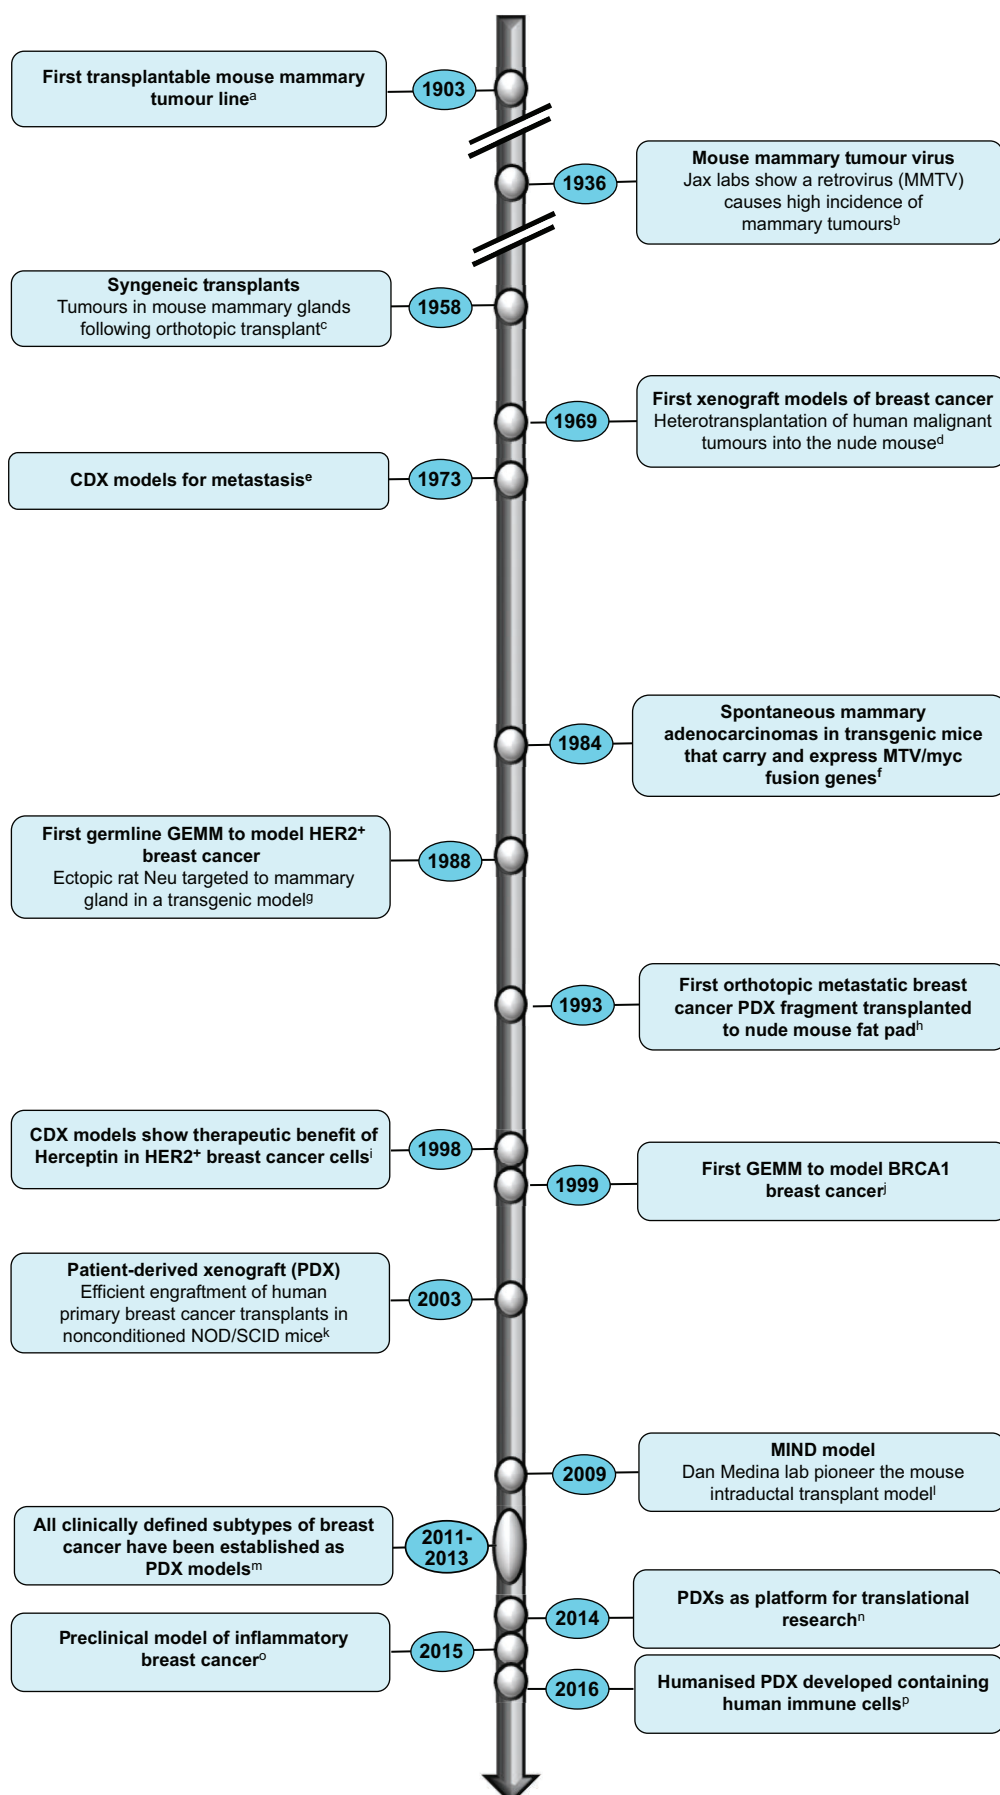 First transplantable mouse mammary
tumour lineᵃ
1903
Mouse mammary tumour virus
Jax labs show a retrovirus (MMTV)
causes high incidence of
mammary tumoursᵇ
1936
Syngeneic transplants
Tumours in mouse mammary glands
following orthotopic transplantᶜ
1958
First xenograft models of breast cancer
Heterotransplantation of human malignant
tumours into the nude mouseᵈ
1969
CDX models for metastasisᵉ
1973
Spontaneous mammary
adenocarcinomas in transgenic mice
that carry and express MTV/myc
fusion genesᶠ
1984
First germline GEMM to model HER2⁺
breast cancer
Ectopic rat Neu targeted to mammary
gland in a transgenic modelᵍ
1988
First orthotopic metastatic breast
cancer PDX fragment transplanted
to nude mouse fat padʰ
1993
CDX models show therapeutic benefit of
Herceptin in HER2⁺ breast cancer cellsⁱ
1998
First GEMM to model BRCA1
breast cancerʲ
1999
Patient-derived xenograft (PDX)
Efficient engraftment of human
primary breast cancer transplants in
nonconditioned NOD/SCID miceᵏ
2003
MIND model
Dan Medina lab pioneer the mouse
intraductal transplant modelˡ
2009
All clinically defined subtypes of breast
cancer have been established as
PDX modelsᵐ
2011-
2013
PDXs as platform for translational
researchⁿ
2014
Preclinical model of inflammatory
breast cancerᵒ
2015
Humanised PDX developed containing
human immune cellsᵖ
2016